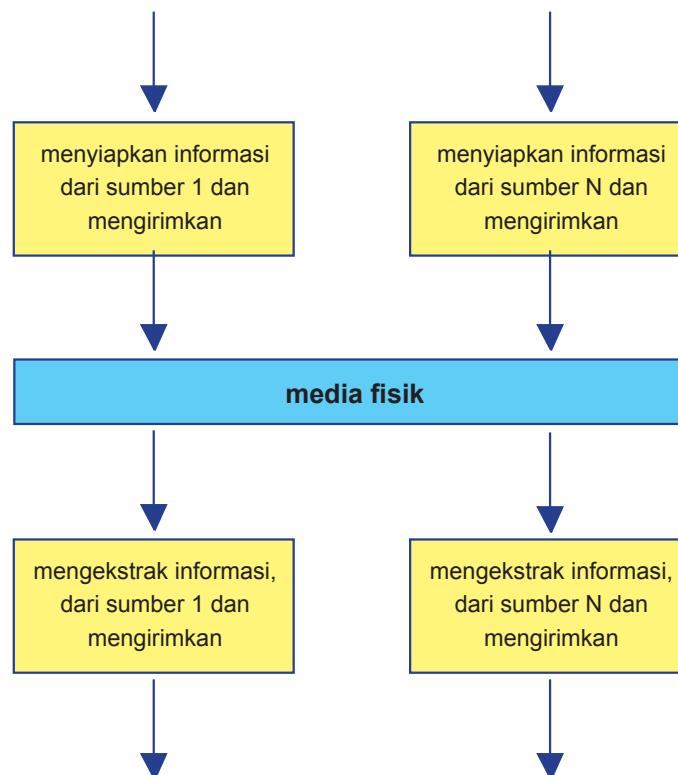 menyiapkan informasi
dari sumber 1 dan
mengirimkan
menyiapkan informasi
dari sumber N dan
mengirimkan
media fisik
mengekstrak informasi,
dari sumber 1 dan
mengirimkan
mengekstrak informasi,
dari sumber N dan
mengirimkan